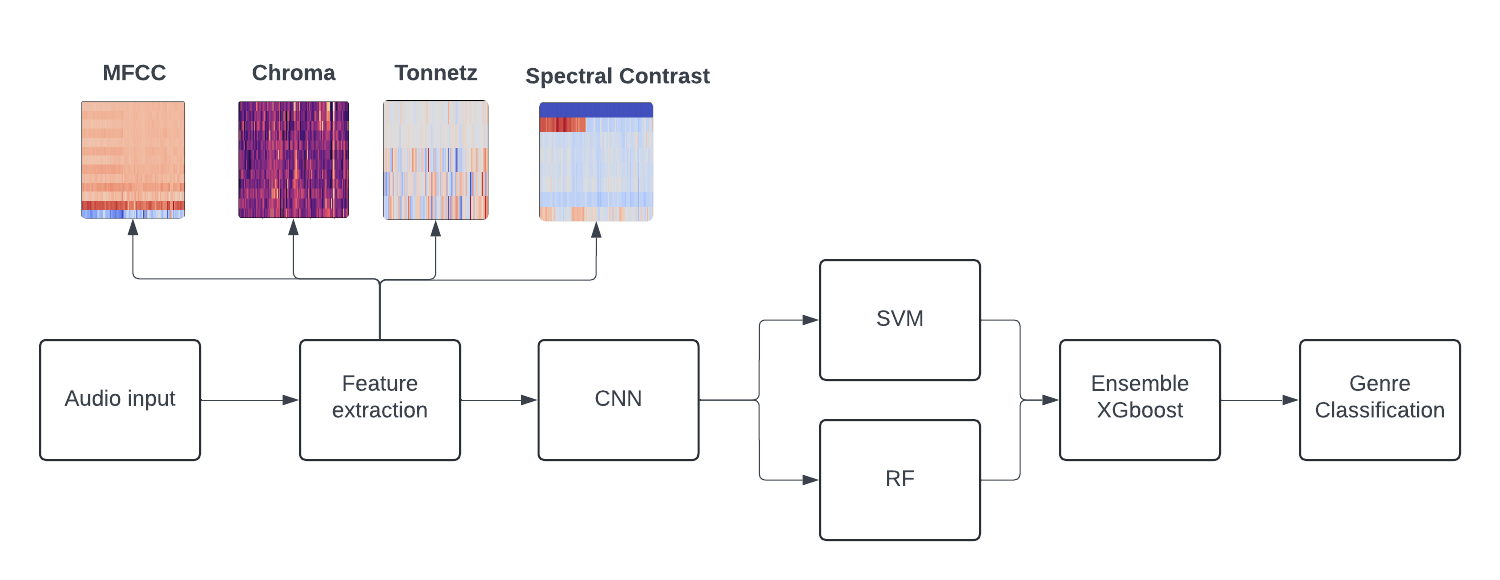 MFCC
Chroma
Tonnetz
Spectral Contrast
Audio input
Feature
extraction
CNN
SVM
RF
Ensemble
XGboost
Genre
Classification